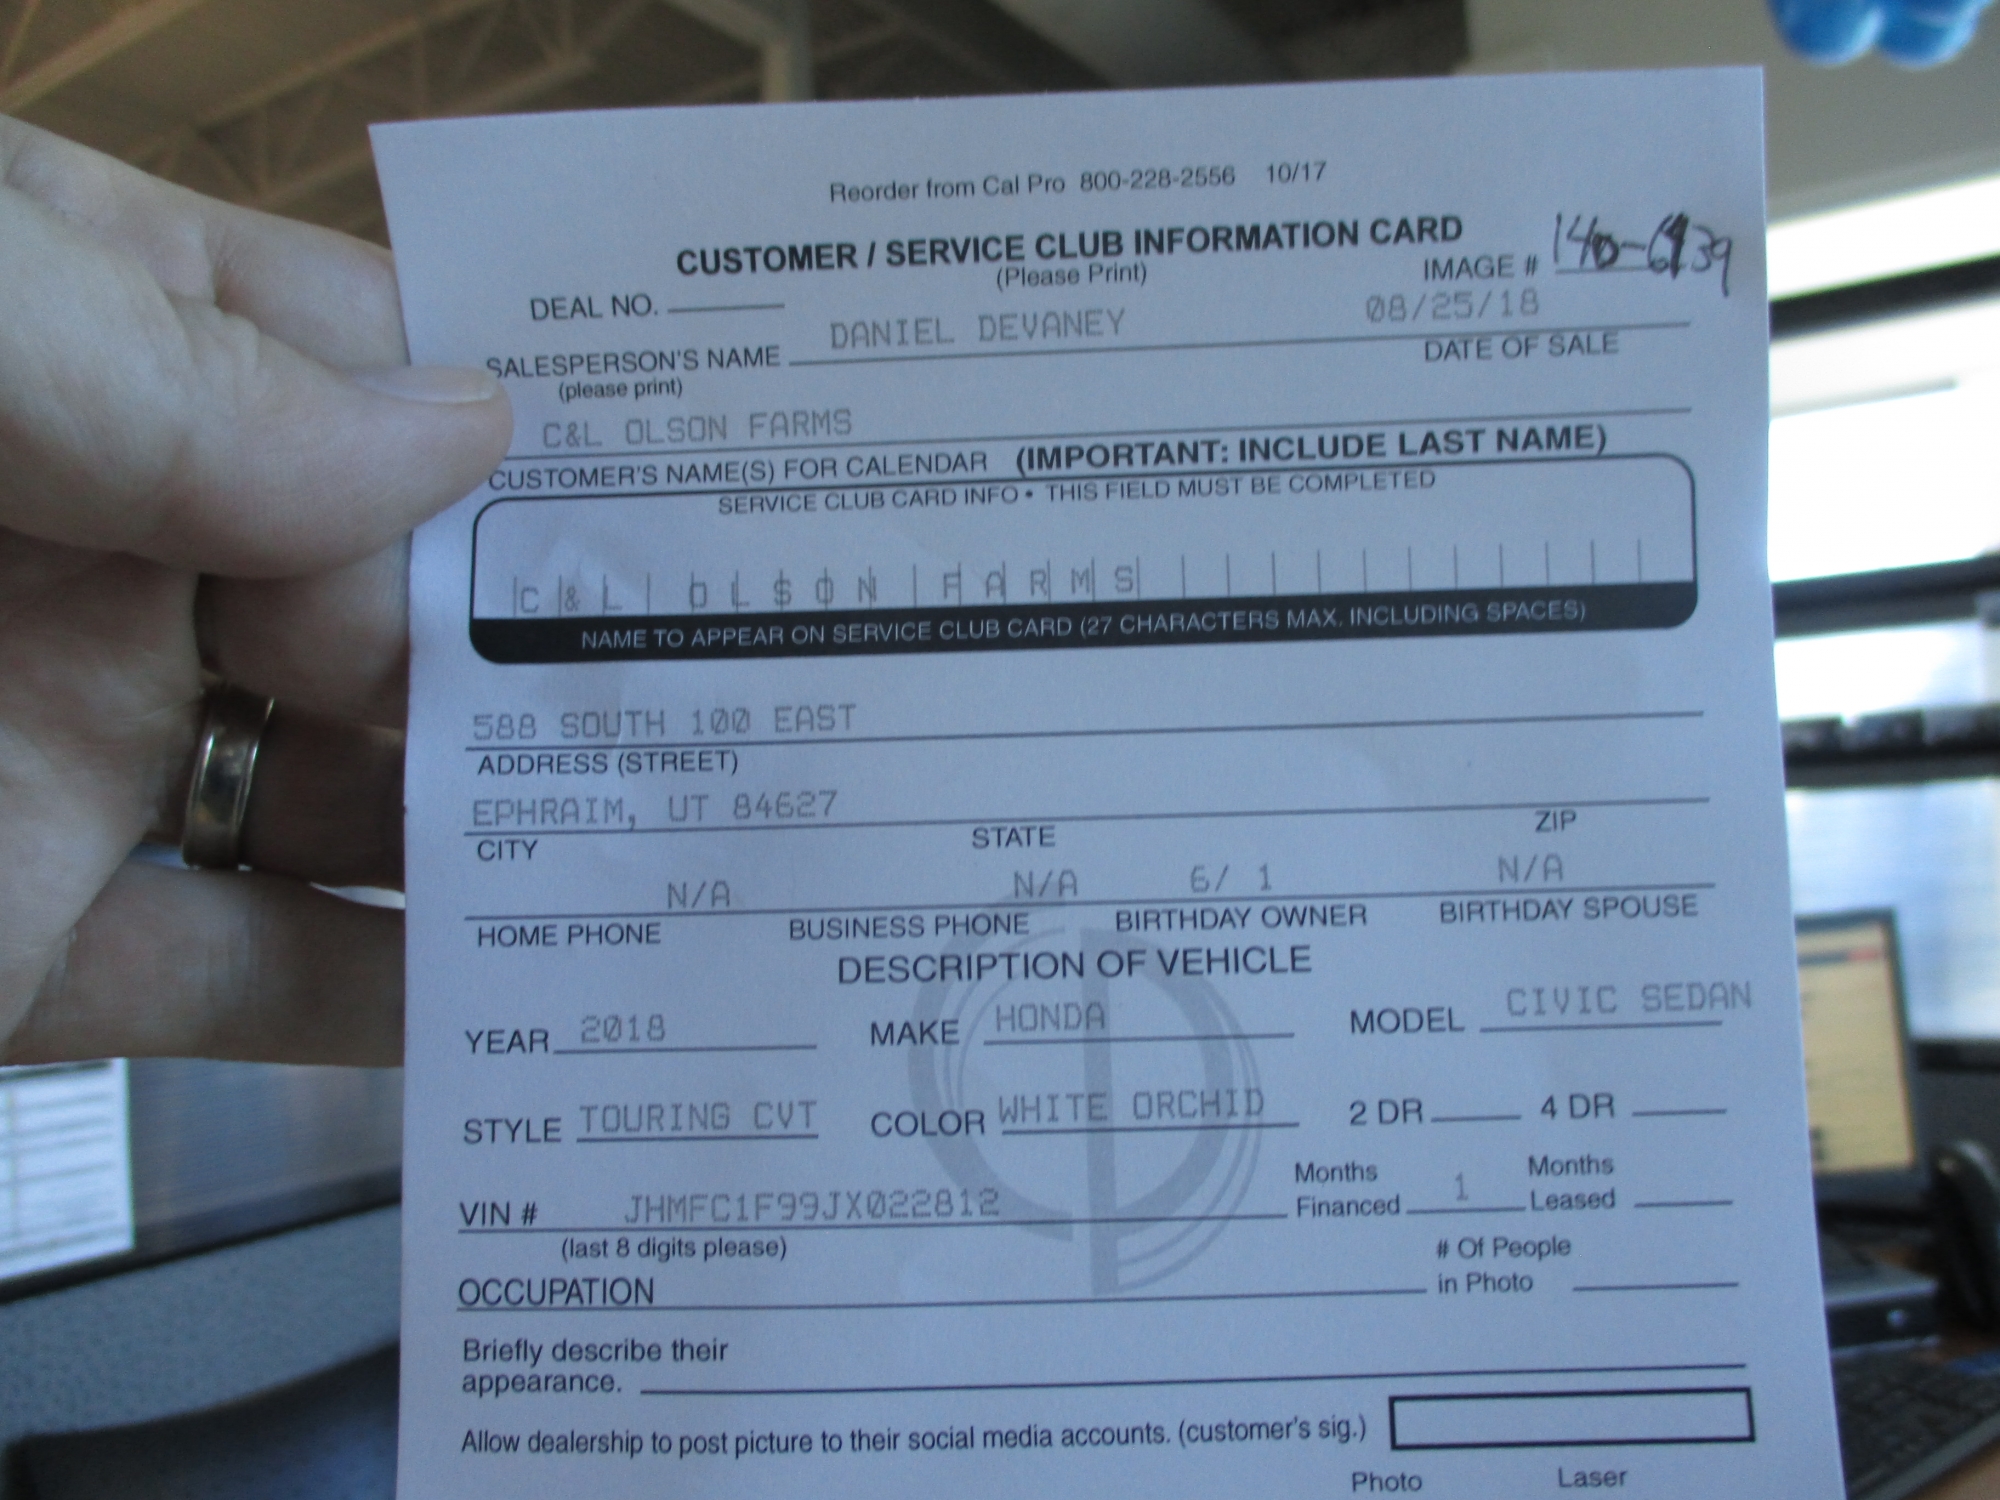 Reorder from Cal Pro 800-228-2556 10/17
CUSTOMER / SERVICE CLUB INFORMATION CARD
(Please Print)
IMAGE #
DEAL NO.
DANIEL DEVANEY 08/25/18
SALESPERSON'S NAME DATE OF SALE
(please print)
C&L OLSON FARMS
CUSTOMER'S NAME(S) FOR CALENDAR (IMPORTANT: INCLUDE LAST NAME)
SERVICE CLUB CARD INFO • THIS FIELD MUST BE COMPLETED
C&L OLSON FARMS
NAME TO APPEAR ON SERVICE CLUB CARD (27 CHARACTERS MAX. INCLUDING SPACES)
588 SOUTH 100 EAST
ADDRESS (STREET)
EPHRAIM, UT 84627
CITY STATE ZIP
N/A N/A 6/ 1 N/A
HOME PHONE BUSINESS PHONE BIRTHDAY OWNER BIRTHDAY SPOUSE
DESCRIPTION OF VEHICLE
YEAR 2018 MAKE HONDA MODEL CIVIC SEDAN
STYLE TOURING CVT COLOR WHITE ORCHID 2 DR 4 DR
Months Months
VIN # JHMFC1F99JX022812 Financed 1 Leased
(last 8 digits please) # Of People
OCCUPATION in Photo
Briefly describe their
appearance.
Allow dealership to post picture to their social media accounts. (customer's sig.)
Photo Laser